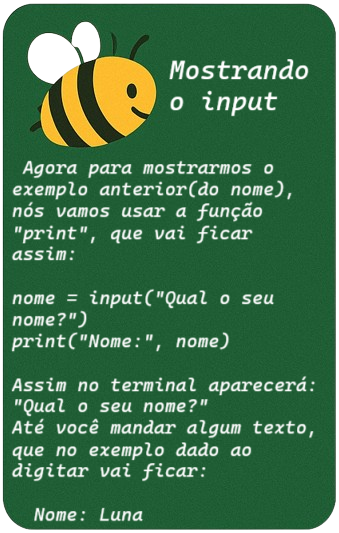 Mostrando
o input
Agora para mostrarmos o
exemplo anterior(do nome),
nós vamos usar a função
"print", que vai ficar
assim:
nome = input("Qual o seu
nome?")
print("Nome:", nome)
Assim no terminal aparecerá:
"Qual o seu nome?"
Até você mandar algum texto,
que no exemplo dado ao
digitar vai ficar:
Nome: Luna